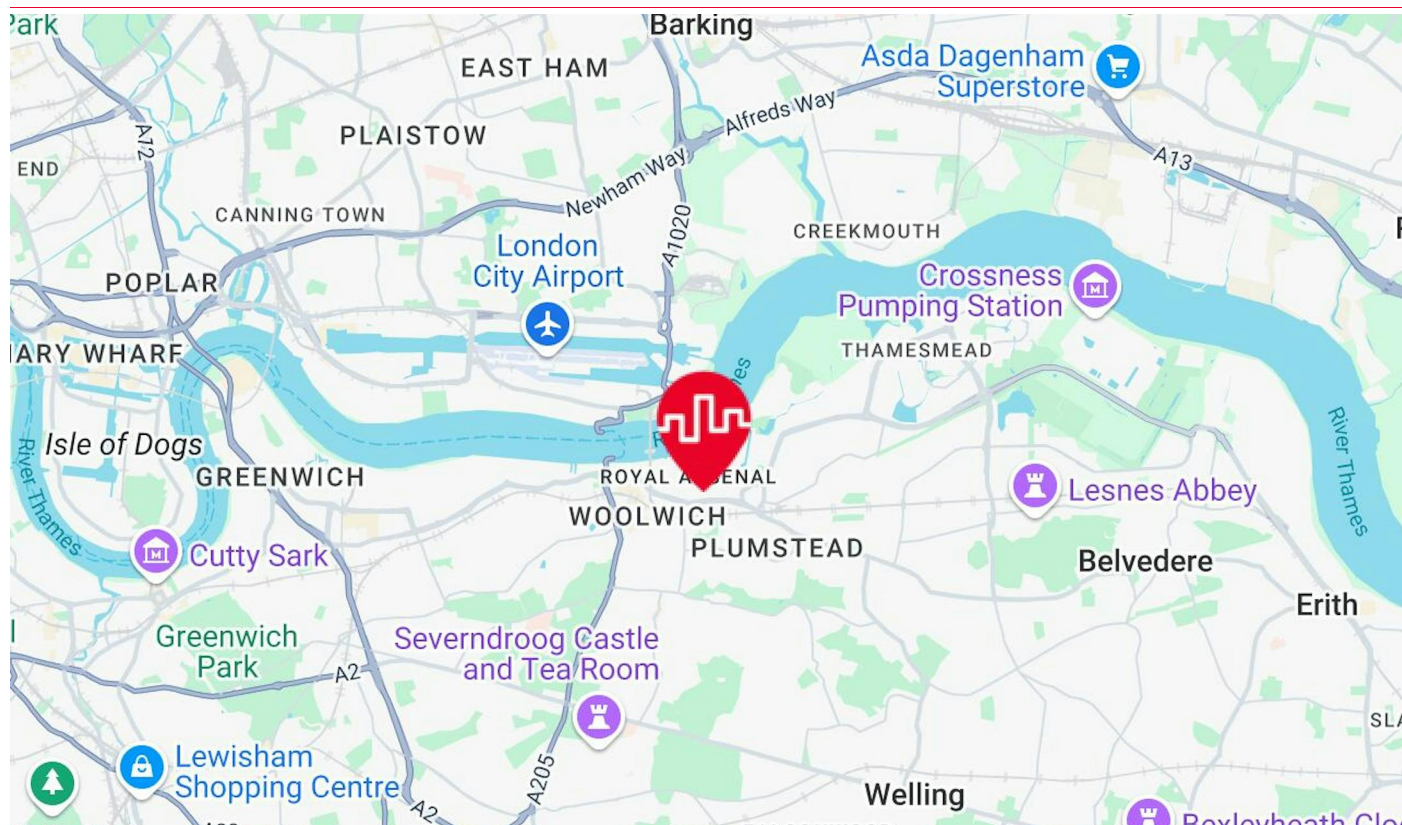 Park
Barking
EAST HAM
Asda Dagenham
Superstore
PLAISTOW
Alfreds Way
A12
END
Newham Way
A13
CANNING TOWN
A1020
CREEKMOUTH
London
City Airport
POPLAR
Crossness
Pumping Station
ARY WHARF
THAMESMEAD
Isle of Dogs
River Thames
GREENWICH
ROYAL A SENAL
WOOLWICH
PLUMSTEAD
Lesnes Abbey
River Thames
Cutty Sark
Belvedere
Erith
Greenwich
Park
Severndroog Castle
and Tea Room
A2
Lewisham
Shopping Centre
A205
A2
Welling